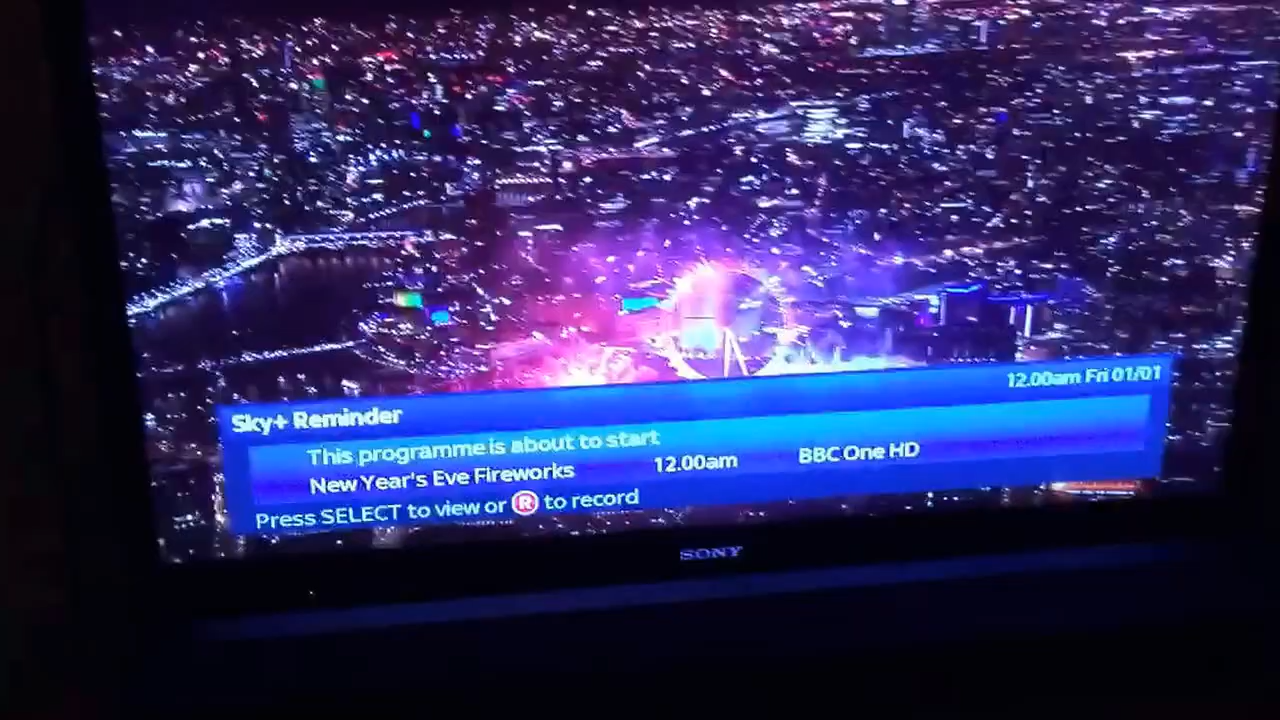 12.00am Fri 01/01
Sky+ Reminder
This programme is about to start
New Year's Eve Fireworks 12.00am BBC One HD
Press SELECT to view or R to record
SONY